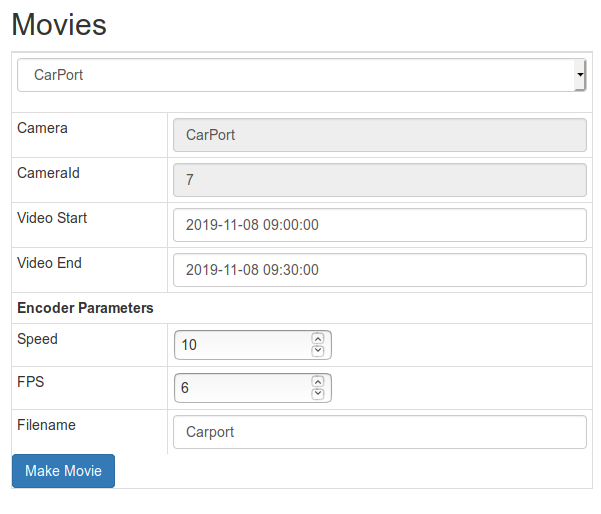 Movies
CarPort
Camera CarPort
CameraId 7
Video Start 2019-11-08 09:00:00
Video End 2019-11-08 09:30:00
Encoder Parameters
Speed 10
FPS 6
Filename Carport
Make Movie